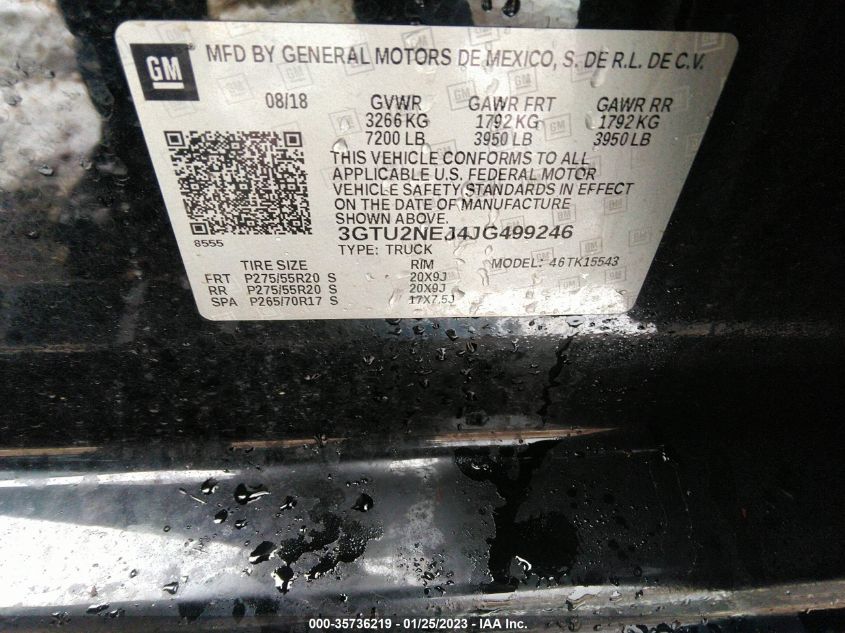 GM MFD BY GENERAL MOTORS DE MEXICO, S. DE R.L. DE C.V.
08/18 GVWR GAWR FRT GAWR RR
3266 KG 1792 KG 1792 KG
7200 LB 3950 LB 3950 LB
THIS VEHICLE CONFORMS TO ALL
APPLICABLE U.S. FEDERAL MOTOR
VEHICLE SAFETY STANDARDS IN EFFECT
ON THE DATE OF MANUFACTURE
SHOWN ABOVE.
3GTU2NEJ4JG499246
8555 TYPE: TRUCK
TIRE SIZE RIM MODEL: 46TK15543
FRT P275/55R20 S 20X9J
RR P275/55R20 S 20X9J
SPA P265/70R17 S 17X7.5J
000-35736219 - 01/25/2023 - IAA Inc.